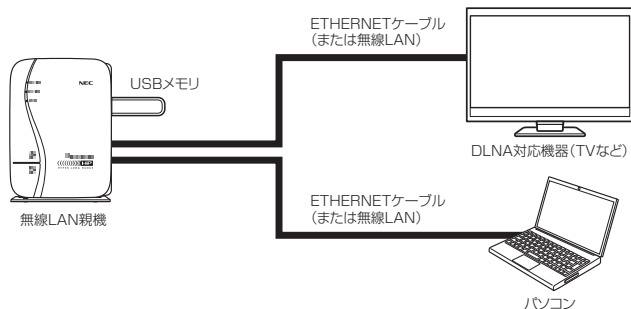 ETHERNETケーブル
(または無線LAN)
NEC
USBメモリ
DLNA対応機器(TVなど)
無線LAN親機
ETHERNETケーブル
(または無線LAN)
パソコン